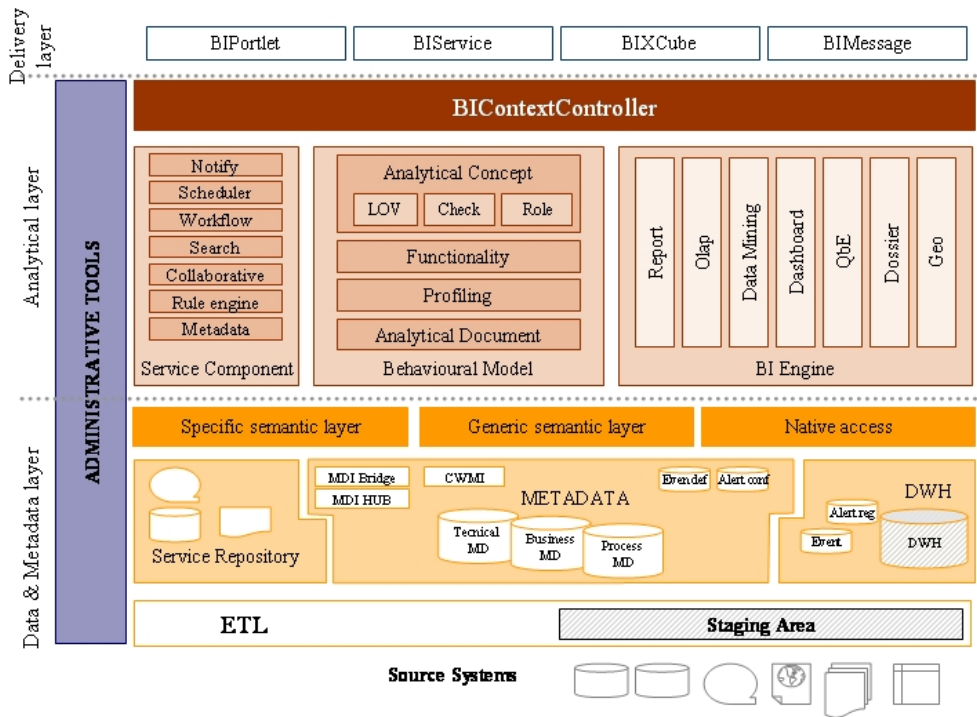 Delivery layer
BIPortlet
BIService
BIXCube
BIMessage
Analytical layer
ADMINISTRATIVE TOOLS
BIContextController
Notify
Scheduler
Workflow
Search
Collaborative
Rule engine
Metadata
Service Component
Analytical Concept
LOV
Check
Role
Functionality
Profiling
Analytical Document
Behavioural Model
Report
Olap
Data Mining
Dashboard
QbE
Dossier
Geo
BI Engine
Data & Metadata layer
Specific semantic layer
Generic semantic layer
Native access
Service Repository
MDI Bridge
MDI HUB
CWMI
METADATA
Even def
Alert conf
Tecnical
MD
Business
MD
Process
MD
DWH
Alert reg
Event
DWH
ETL
Staging Area
Source Systems